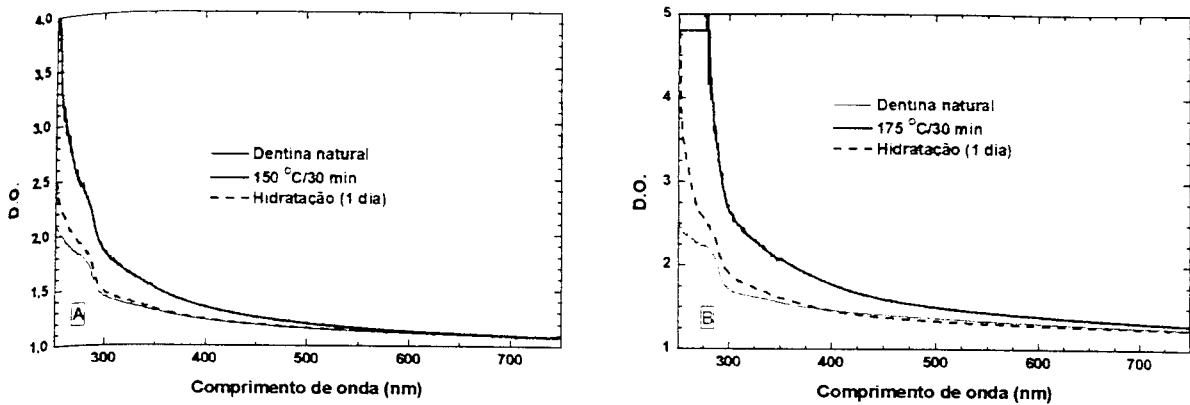 4,0
3,5
3,0
2,5
2,0
1,5
1,0
D.O.
Dentina natural
150 °C/30 min
Hidratação (1 dia)
A
300 400 500 600 700
Comprimento de onda (nm)
5
4
3
2
1
D.O.
Dentina natural
175 °C/30 min
Hidratação (1 dia)
B
300 400 500 600 700
Comprimento de onda (nm)